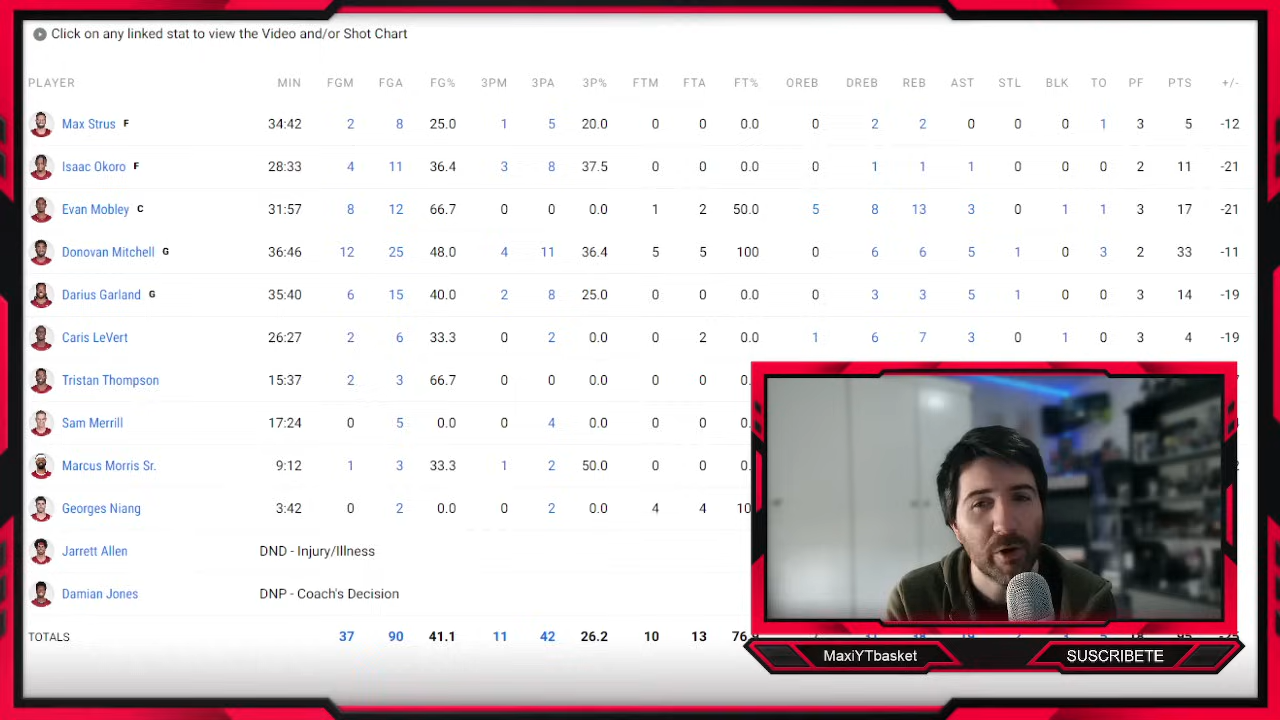 Click on any linked stat to view the Video and/or Shot Chart
PLAYER MIN FGM FGA FG% 3PM 3PA 3P% FTM FTA FT% OREB DREB REB AST STL BLK TO PF PTS +/-
Max Strus F 34:42 2 8 25.0 1 5 20.0 0 0 0.0 0 2 2 0 0 0 1 3 5 -12
Isaac Okoro F 28:33 4 11 36.4 3 8 37.5 0 0 0.0 0 1 1 1 0 0 0 2 11 -21
Evan Mobley C 31:57 8 12 66.7 0 0 0.0 1 2 50.0 5 8 13 3 0 1 1 3 17 -21
Donovan Mitchell G 36:46 12 25 48.0 4 11 36.4 5 5 100 0 6 6 5 1 0 3 2 33 -11
Darius Garland G 35:40 6 15 40.0 2 8 25.0 0 0 0.0 0 3 3 5 1 0 0 3 14 -19
Caris LeVert 26:27 2 6 33.3 0 2 0.0 0 2 0.0 1 6 7 3 0 1 0 3 4 -19
Tristan Thompson 15:37 2 3 66.7 0 0 0.0 0 0
Sam Merrill 17:24 0 5 0.0 0 4 0.0 0 0
Marcus Morris Sr. 9:12 1 3 33.3 1 2 50.0 0 0
Georges Niang 3:42 0 2 0.0 0 2 0.0 4 4
Jarrett Allen DND - Injury/Illness
Damian Jones DNP - Coach's Decision
TOTALS 37 90 41.1 11 42 26.2 10 13
MaxiYTbasket SUSCRIBETE